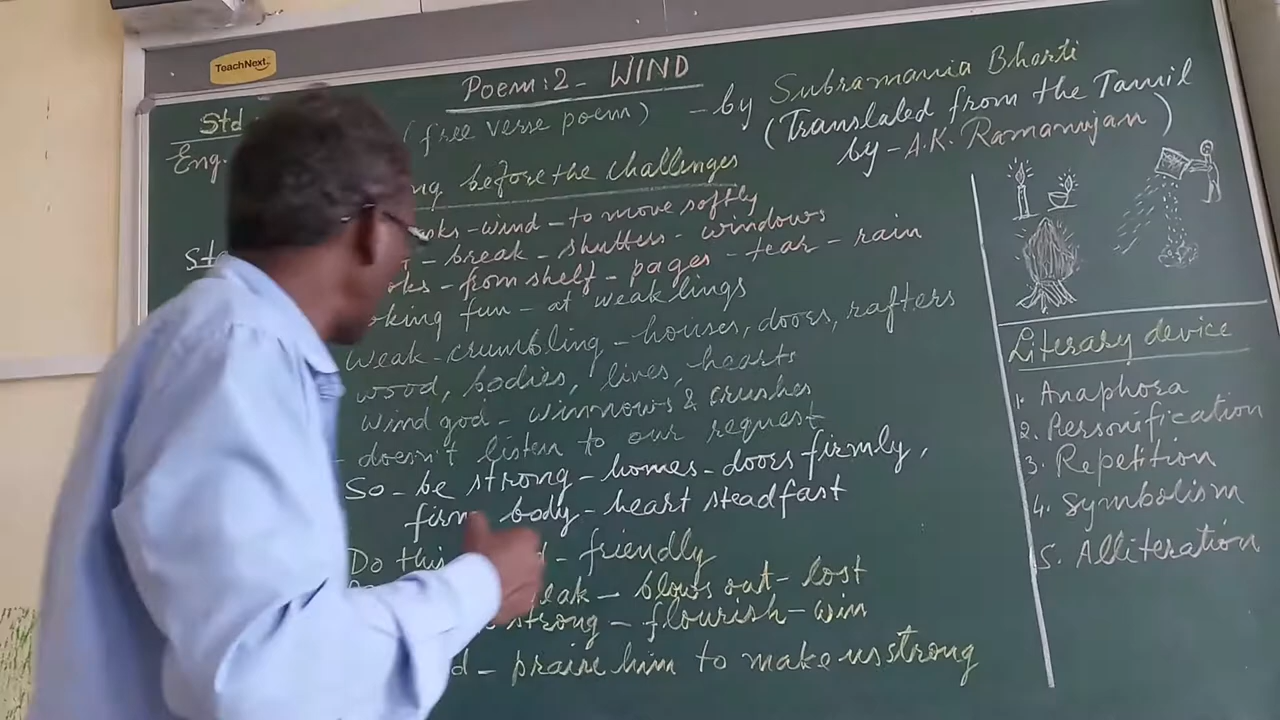 TeachNext
Poem: 2 - WIND
Std
(free verse poem) - by Subramania Bharti
Eng.
(Translated from the Tamil
by - A.K. Ramanujan)
before the challenges
- wind - to move softly
- break - shutters - windows
- from shelf - pages - tear - rain
fun - at weaklings
Weak - crumbling - houses, doors, rafters
wood, bodies, lives, hearts
Wind god - winnows & crushes
- doesn't listen to our request
So - be strong - homes - doors firmly,
firm body - heart steadfast
Do this - friendly
- blows out - lost
strong - flourish - win
- praise him to make us strong
Literary device
1. Anaphora
2. Personification
3. Repetition
4. Symbolism
5. Alliteration